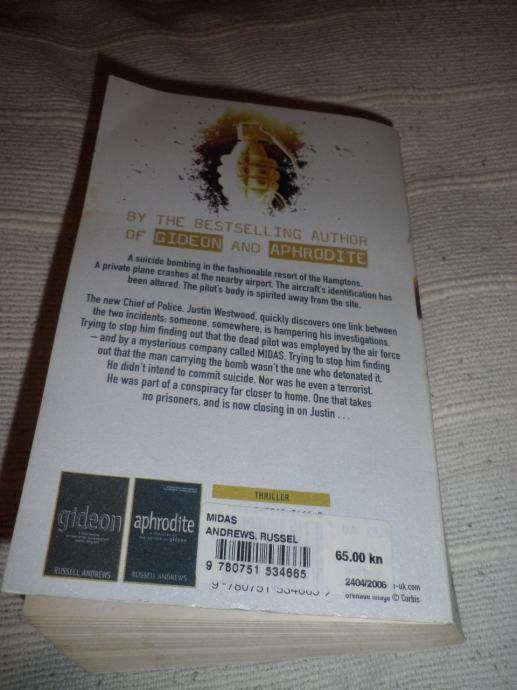 BY THE BESTSELLING AUTHOR
OF GIDEON AND APHRODITE
A suicide bombing in the fashionable resort of the Hamptons.
A private plane crashes at the nearby airport. The aircraft's identification has
been altered. The pilot's body is spirited away from the site.
The new Chief of Police, Justin Westwood, quickly discovers one link between
the two incidents: someone, somewhere, is hampering his investigations.
Trying to stop him finding out that the dead pilot was employed by the air force
– and by a mysterious company called MIDAS. Trying to stop him finding
out that the man carrying the bomb wasn't the one who detonated it.
He didn't intend to commit suicide. Nor was he even a terrorist.
He was part of a conspiracy far closer to home. One that takes
no prisoners, and is now closing in on Justin . . .
gideon
RUSSELL ANDREWS
aphrodite
RUSSELL ANDREWS
THRILLER
MIDAS
ANDREWS, RUSSEL
9 780751 534665
65.00 kn
2404/2006
-uk.com
© Corbis